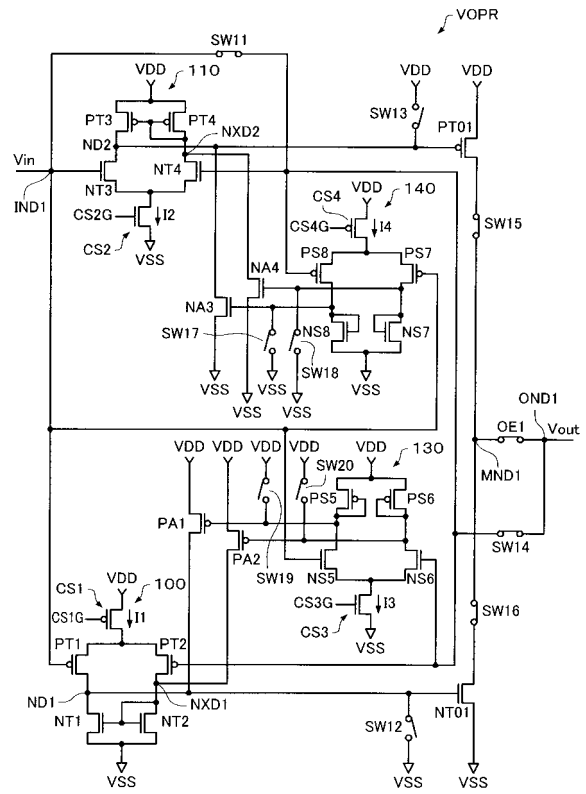 VOPR
SW11
VDD
110
VDD
VDD
PT3
PT4
SW13
PT01
ND2
NXD2
Vin
NT3
NT4
IND1
CS4
VDD
140
CS2G
I2
CS4G
I4
SW15
CS2
VSS
PS8
PS7
NA4
NA3
SW17
NS8
NS7
SW18
VSS
VSS
VSS
VSS
VSS
OND1
OE1
Vout
VDD
VDD
VDD
VDD
VDD
130
MND1
SW20
PS5
PS6
PA1
PA2
SW14
SW19
NS5
NS6
CS1
VDD
100
SW16
CS1G
I1
CS3G
I3
PT1
PT2
CS3
VSS
ND1
NXD1
NT1
NT2
SW12
NT01
VSS
VSS
VSS